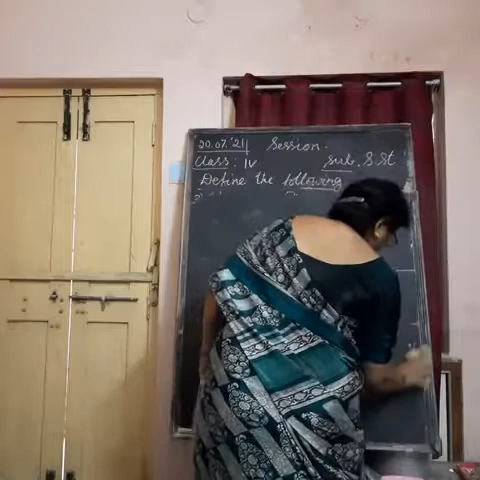 20.07.'21 Session.
Class : IV Sub. S.St
Define the following